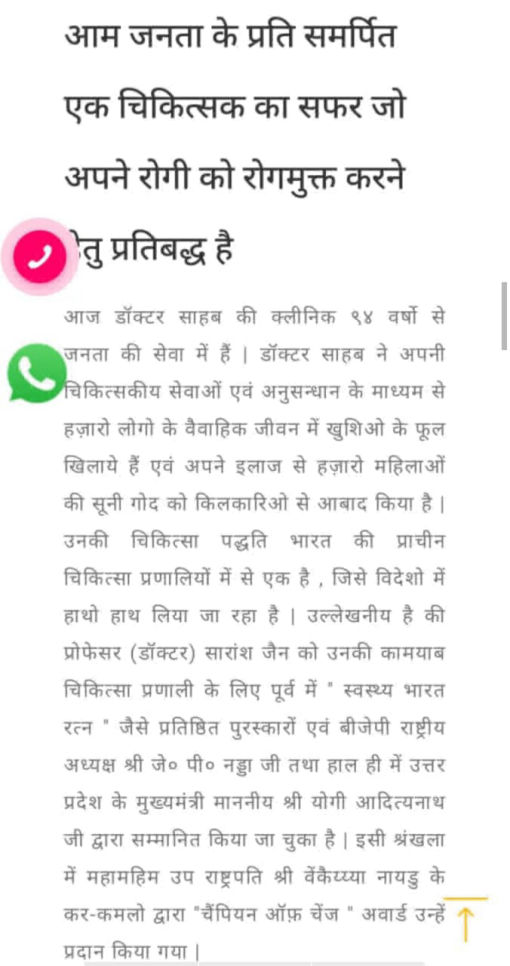 आम जनता के प्रति समर्पित
एक चिकित्सक का सफर जो
अपने रोगी को रोगमुक्त करने
हेतु प्रतिबद्ध है
आज डॉक्टर साहब की क्लीनिक १४ वर्षो से
जनता की सेवा में हैं | डॉक्टर साहब ने अपनी
चिकित्सकीय सेवाओं एवं अनुसन्धान के माध्यम से
हज़ारो लोगो के वैवाहिक जीवन में खुशिओ के फूल
खिलाये हैं एवं अपने इलाज से हज़ारो महिलाओं
की सूनी गोद को किलकारिओ से आबाद किया है |
उनकी चिकित्सा पद्धति भारत की प्राचीन
चिकित्सा प्रणालियों में से एक है , जिसे विदेशो में
हाथो हाथ लिया जा रहा है | उल्लेखनीय है की
प्रोफेसर (डॉक्टर) सारांश जैन को उनकी कामयाब
चिकित्सा प्रणाली के लिए पूर्व में " स्वस्थ्य भारत
रत्न " जैसे प्रतिष्ठित पुरस्कारों एवं बीजेपी राष्ट्रीय
अध्यक्ष श्री जे० पी० नड्डा जी तथा हाल ही में उत्तर
प्रदेश के मुख्यमंत्री माननीय श्री योगी आदित्यनाथ
जी द्वारा सम्मानित किया जा चुका है | इसी श्रंखला
में महामहिम उप राष्ट्रपति श्री वेंकैय्य्या नायडु के
कर-कमलो द्वारा "चैंपियन ऑफ़ चेंज " अवार्ड उन्हें
प्रदान किया गया |